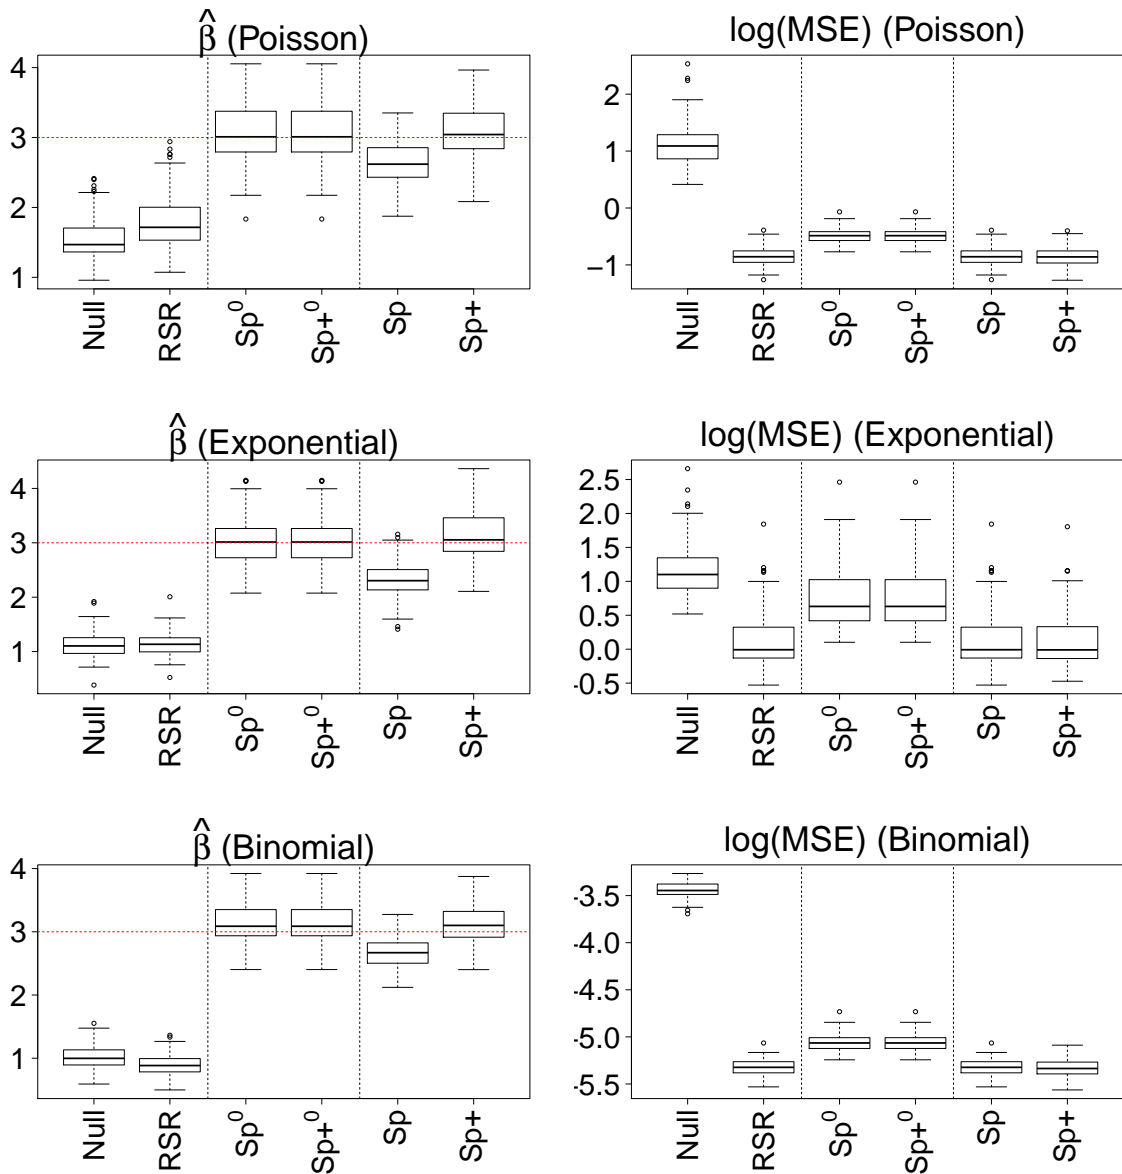 β̂ (Poisson)
4
3
2
1
Null
RSR
Sp⁰
Sp+⁰
Sp
Sp+
log(MSE) (Poisson)
2
1
0
−1
Null
RSR
Sp⁰
Sp+⁰
Sp
Sp+
β̂ (Exponential)
4
3
2
1
Null
RSR
Sp⁰
Sp+⁰
Sp
Sp+
log(MSE) (Exponential)
2.5
2.0
1.5
1.0
0.5
0.0
-0.5
Null
RSR
Sp⁰
Sp+⁰
Sp
Sp+
β̂ (Binomial)
4
3
2
1
Null
RSR
Sp⁰
Sp+⁰
Sp
Sp+
log(MSE) (Binomial)
-3.5
-4.0
-4.5
-5.0
-5.5
Null
RSR
Sp⁰
Sp+⁰
Sp
Sp+